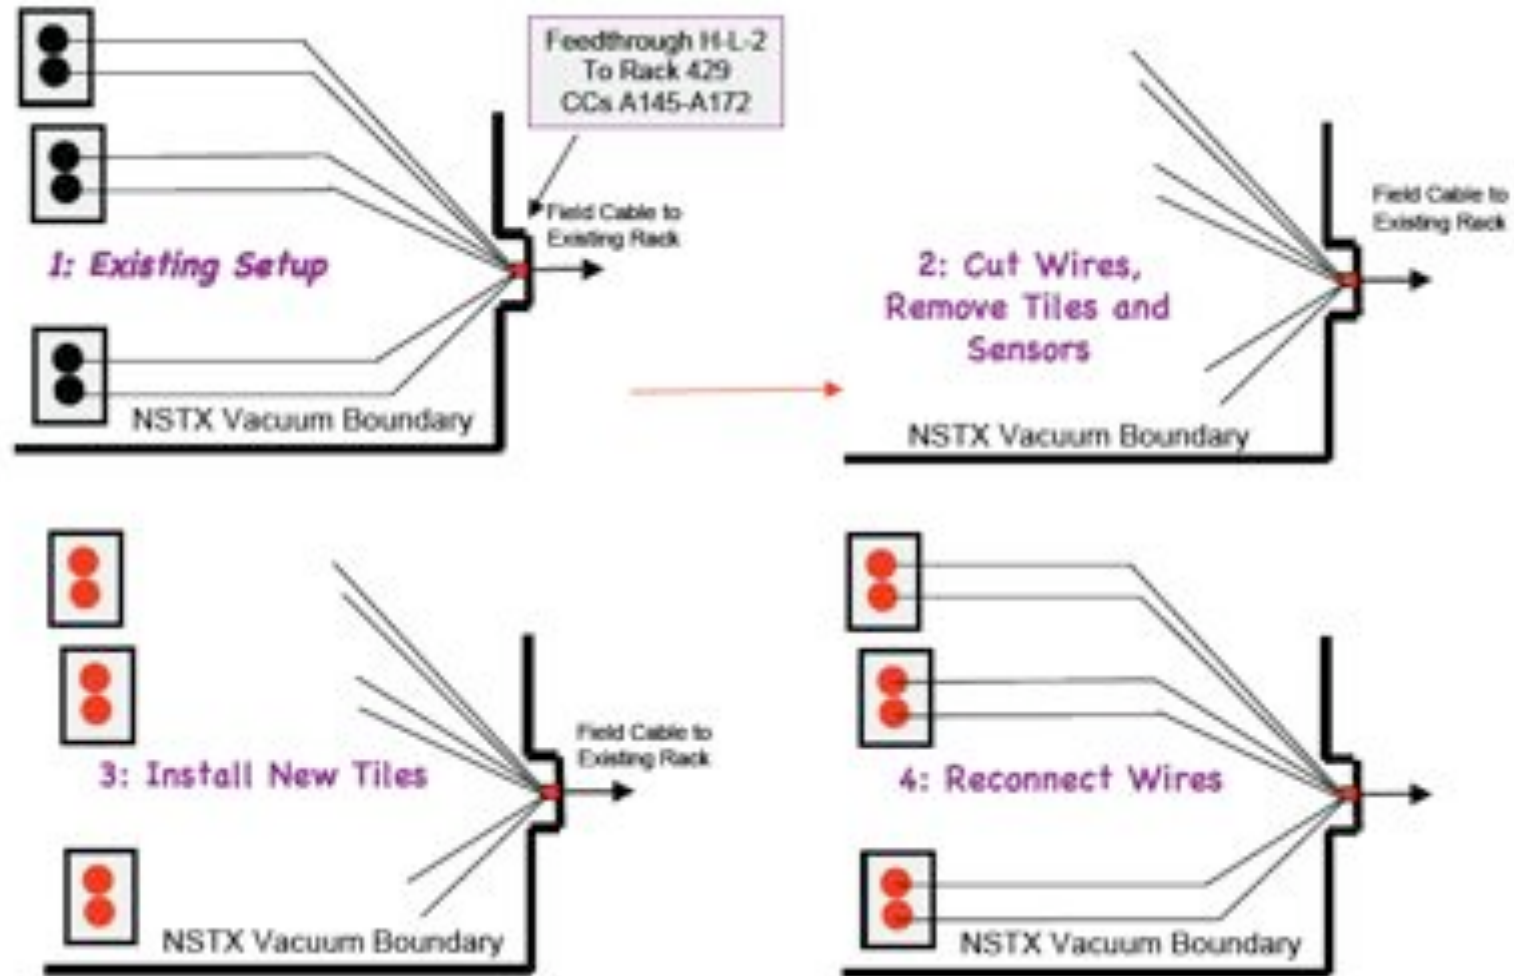 Feedthrough H-L-2
To Rack 429
CCs A145-A172
Field Cable to
Existing Rack
1: Existing Setup
NSTX Vacuum Boundary
Field Cable to
Existing Rack
2: Cut Wires,
Remove Tiles and
Sensors
NSTX Vacuum Boundary
Field Cable to
Existing Rack
3: Install New Tiles
NSTX Vacuum Boundary
4: Reconnect Wires
NSTX Vacuum Boundary